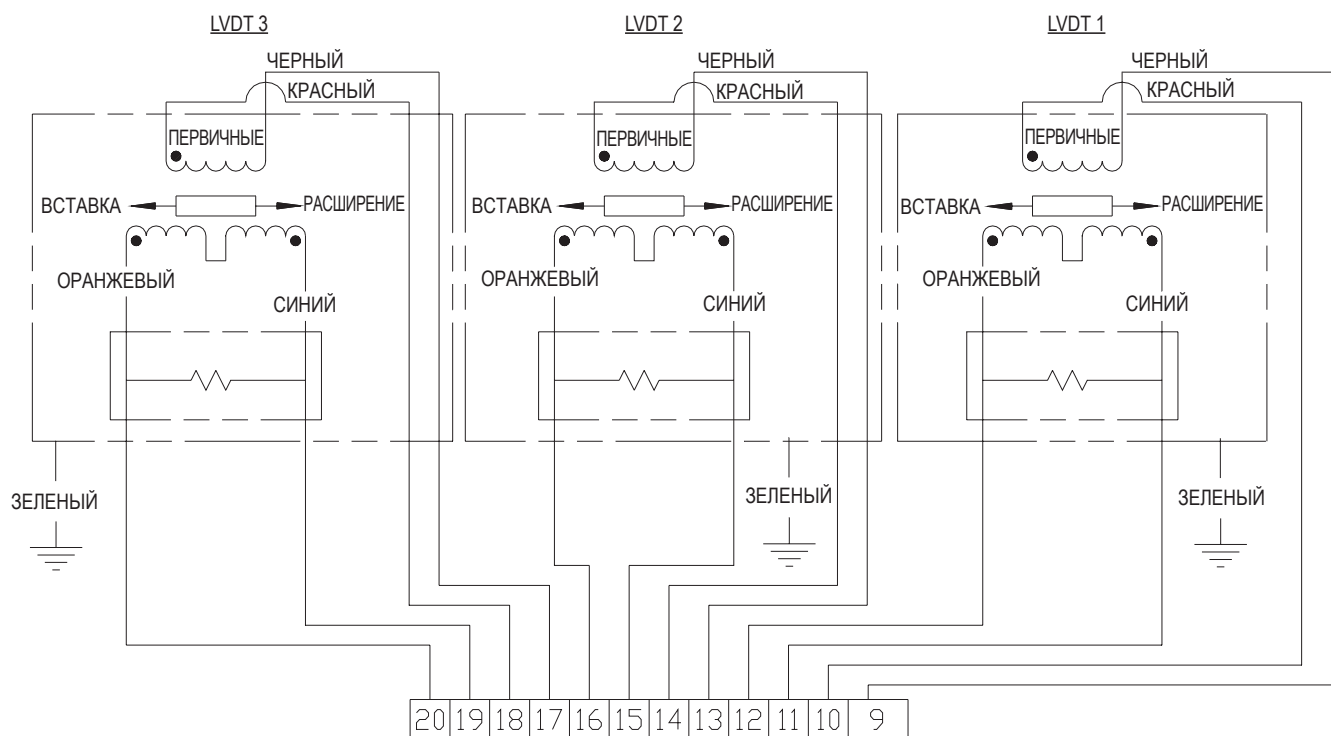 LVDT 3
LVDT 2
LVDT 1
ЧЕРНЫЙ
ЧЕРНЫЙ
ЧЕРНЫЙ
КРАСНЫЙ
КРАСНЫЙ
КРАСНЫЙ
ПЕРВИЧНЫЕ
ПЕРВИЧНЫЕ
ПЕРВИЧНЫЕ
ВСТАВКА
РАСШИРЕНИЕ
ВСТАВКА
РАСШИРЕНИЕ
ВСТАВКА
РАСШИРЕНИЕ
ОРАНЖЕВЫЙ
ОРАНЖЕВЫЙ
ОРАНЖЕВЫЙ
СИНИЙ
СИНИЙ
СИНИЙ
ЗЕЛЕНЫЙ
ЗЕЛЕНЫЙ
ЗЕЛЕНЫЙ
20 19 18 17 16 15 14 13 12 11 10 9